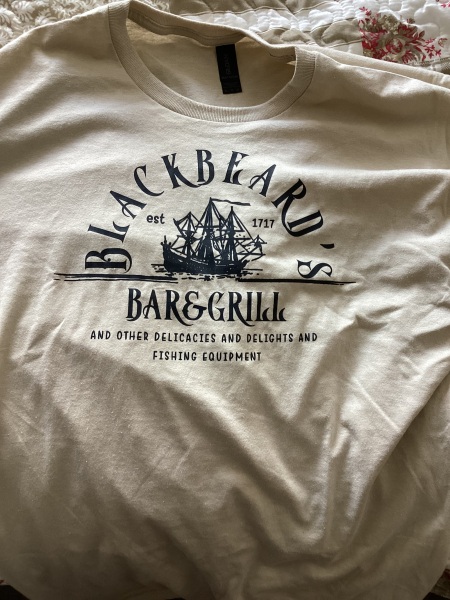 BLACKBEARD'S
est 1717
BAR&GRILL
AND OTHER DELICACIES AND DELIGHTS AND
FISHING EQUIPMENT